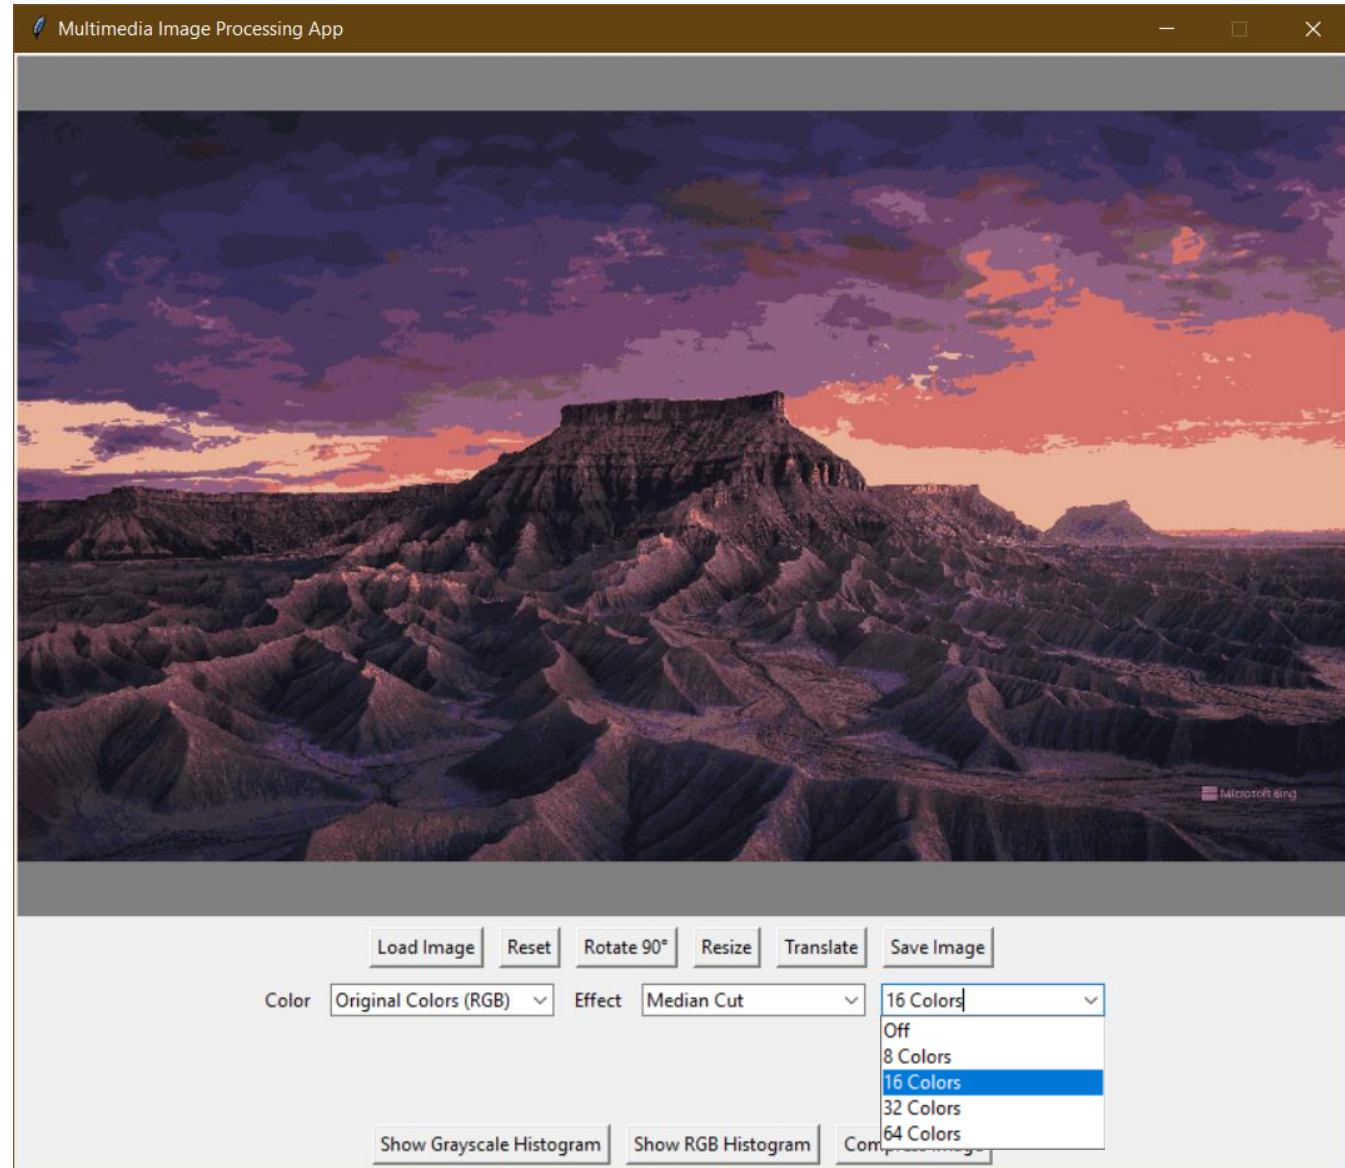 Multimedia Image Processing App
Microsoft Bing
Load Image Reset Rotate 90° Resize Translate Save Image
Color Original Colors (RGB) Effect Median Cut 16 Colors
Off
8 Colors
16 Colors
32 Colors
64 Colors
Show Grayscale Histogram Show RGB Histogram